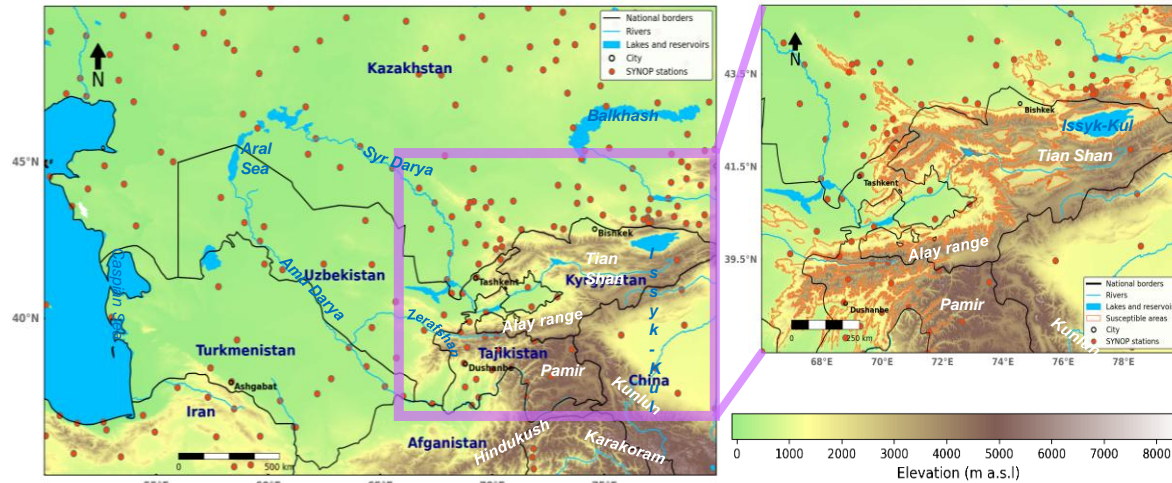 National borders
Rivers
Lakes and reservoirs
City
SYNOP stations
N
Kazakhstan
Balkhash
Aral
Sea
Syr Darya
45°N
Bishkek
Tian
Shan
Kyrgyzstan
Issyk-Kul
Uzbekistan
Tashkent
Amu Darya
Caspian Sea
40°N
Zerafshan
Alay range
Turkmenistan
Tajikistan
Dushanbe
Pamir
China
Kunlun
Ashgabat
Iran
Afghanistan
Hindukush
Karakoram
500 km
N
43.5°N
Bishkek
Issyk-Kul
Tian Shan
41.5°N
Tashkent
39.5°N
Alay range
Pamir
Dushanbe
Kunlun
0
250 km
National borders
Rivers
Lakes and reservoirs
Susceptible areas
City
SYNOP stations
68°E
70°E
72°E
74°E
76°E
78°E
0 1000 2000 3000 4000 5000 6000 7000 8000
Elevation (m a.s.l)